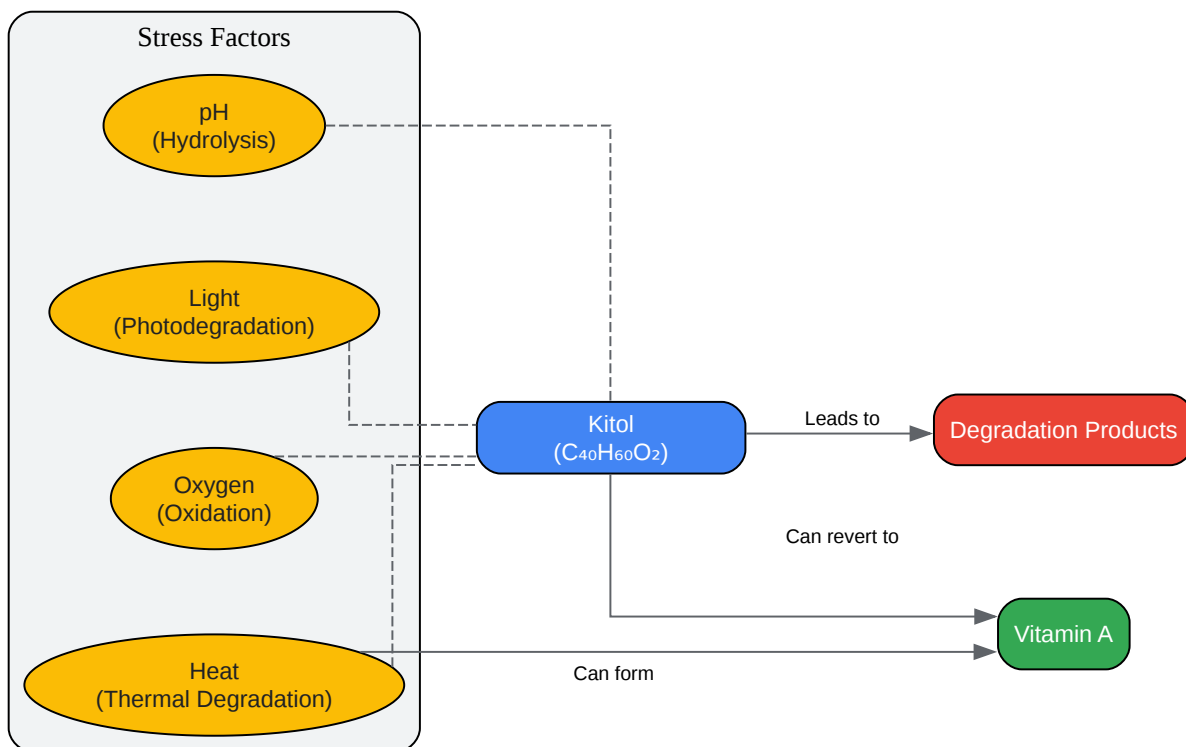 Stress Factors
pH
(Hydrolysis)
Light
(Photodegradation)
Kitol
(C₄₀H₆₀O₂)
Leads to
Degradation Products
Oxygen
(Oxidation)
Can revert to
Vitamin A
Heat
(Thermal Degradation)
Can form